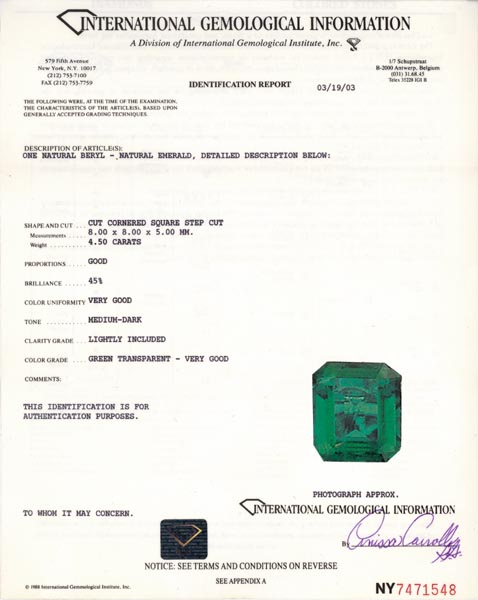 INTERNATIONAL GEMOLOGICAL INFORMATION
A Division of International Gemological Institute, Inc.
579 Fifth Avenue
New York, N.Y. 10017
(212) 753-7100
FAX (212) 753-7759
1/7 Schupstraat
B-2000 Antwerp, Belgium
(031) 31.68.45
Telex 35228 IGI B
IDENTIFICATION REPORT
03/19/03
THE FOLLOWING WERE, AT THE TIME OF THE EXAMINATION,
THE CHARACTERISTICS OF THE ARTICLE(S), BASED UPON
GENERALLY ACCEPTED GRADING TECHNIQUES.
DESCRIPTION OF ARTICLE(S):
ONE NATURAL BERYL - NATURAL EMERALD, DETAILED DESCRIPTION BELOW:
SHAPE AND CUT ... CUT CORNERED SQUARE STEP CUT
Measurements .... 8.00 x 8.00 x 5.00 MM.
Weight .......... 4.50 CARATS
PROPORTIONS ..... GOOD
BRILLIANCE ...... 45%
COLOR UNIFORMITY VERY GOOD
TONE ........... MEDIUM-DARK
CLARITY GRADE ... LIGHTLY INCLUDED
COLOR GRADE ..... GREEN TRANSPARENT - VERY GOOD
COMMENTS:
THIS IDENTIFICATION IS FOR
AUTHENTICATION PURPOSES.
PHOTOGRAPH APPROX.
TO WHOM IT MAY CONCERN.
INTERNATIONAL GEMOLOGICAL INFORMATION
By
NOTICE: SEE TERMS AND CONDITIONS ON REVERSE
SEE APPENDIX A
© 1988 International Gemological Institute, Inc.
NY7471548